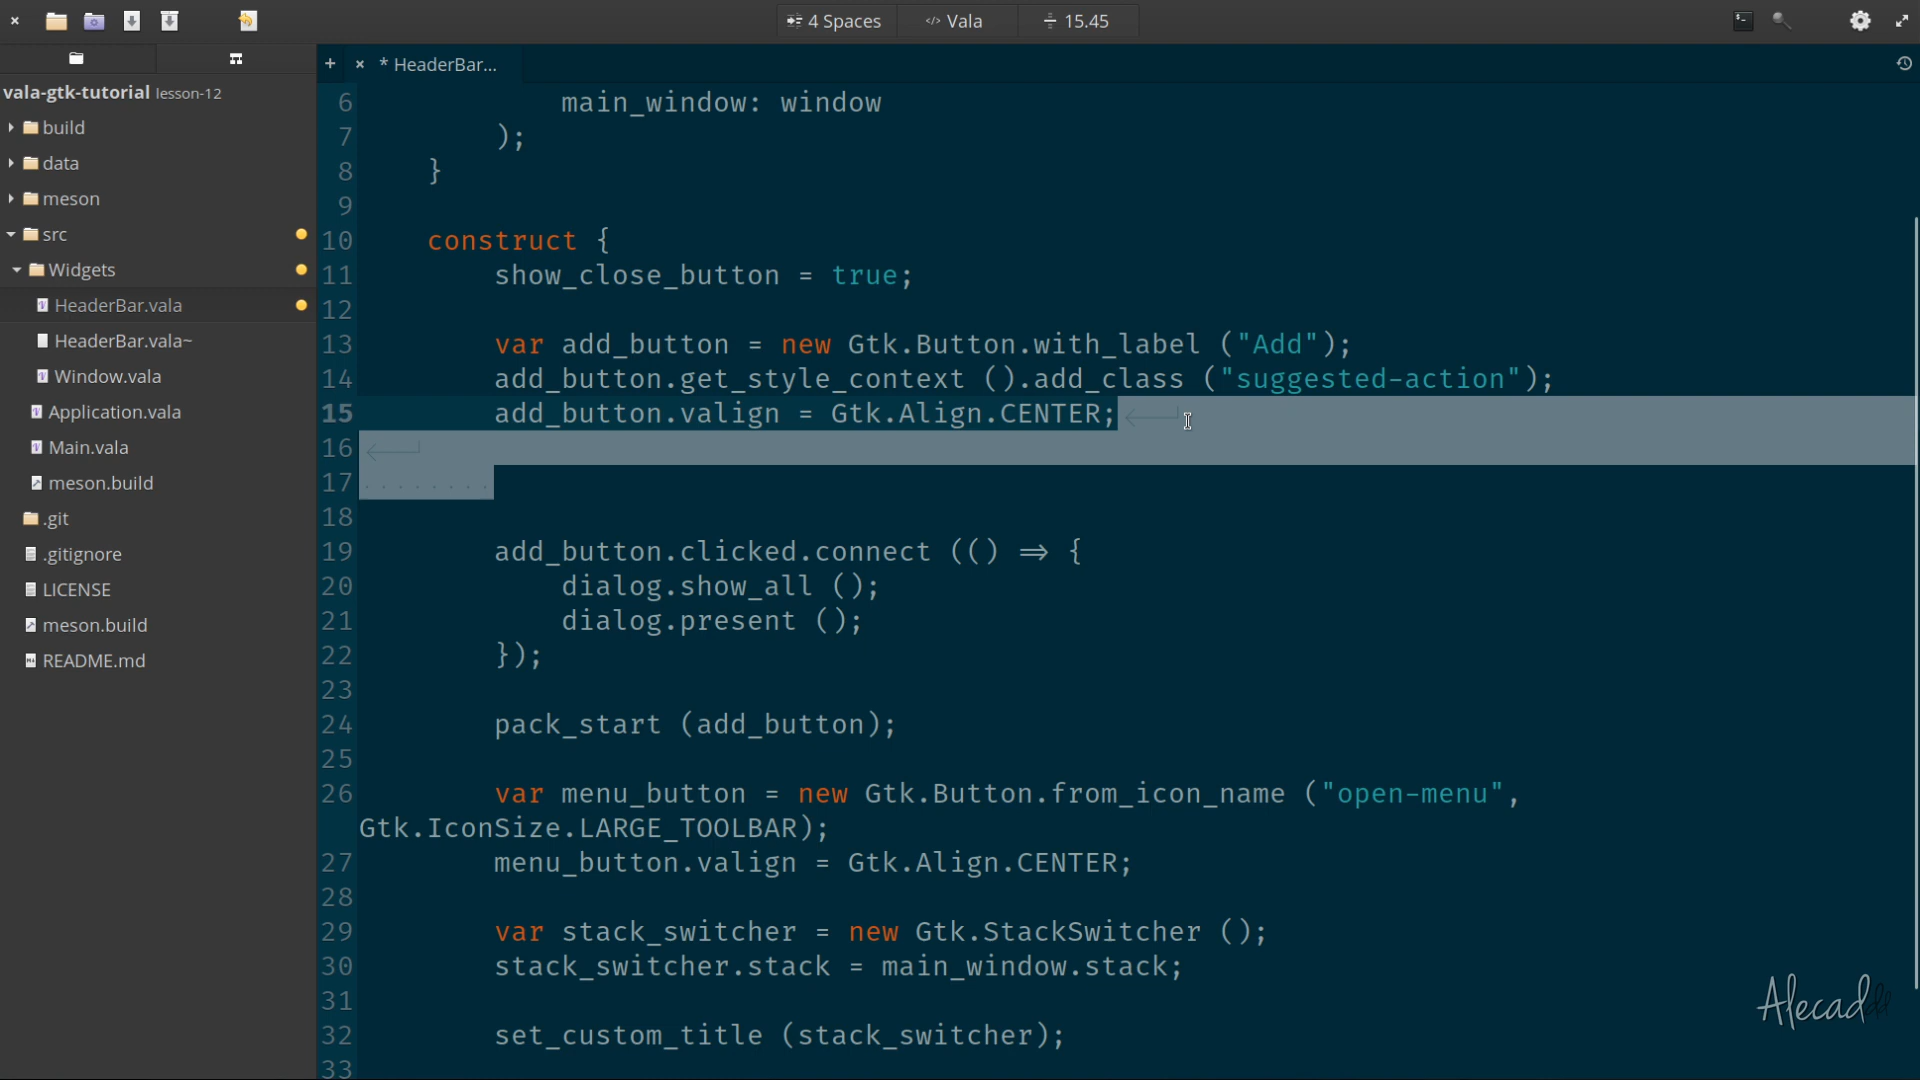 4 Spaces
</> Vala
15.45
+ × * HeaderBar...
vala-gtk-tutorial lesson-12
build
data
meson
src
Widgets
HeaderBar.vala
HeaderBar.vala~
Window.vala
Application.vala
Main.vala
meson.build
.git
.gitignore
LICENSE
meson.build
README.md
6 main_window: window
7 );
8 }
9
10 construct {
11 show_close_button = true;
12
13 var add_button = new Gtk.Button.with_label ("Add");
14 add_button.get_style_context ().add_class ("suggested-action");
15 add_button.valign = Gtk.Align.CENTER;
16
17
18
19 add_button.clicked.connect (() => {
20 dialog.show_all ();
21 dialog.present ();
22 });
23
24 pack_start (add_button);
25
26 var menu_button = new Gtk.Button.from_icon_name ("open-menu",
Gtk.IconSize.LARGE_TOOLBAR);
27 menu_button.valign = Gtk.Align.CENTER;
28
29 var stack_switcher = new Gtk.StackSwitcher ();
30 stack_switcher.stack = main_window.stack;
31
32 set_custom_title (stack_switcher);
33
Alecaddd